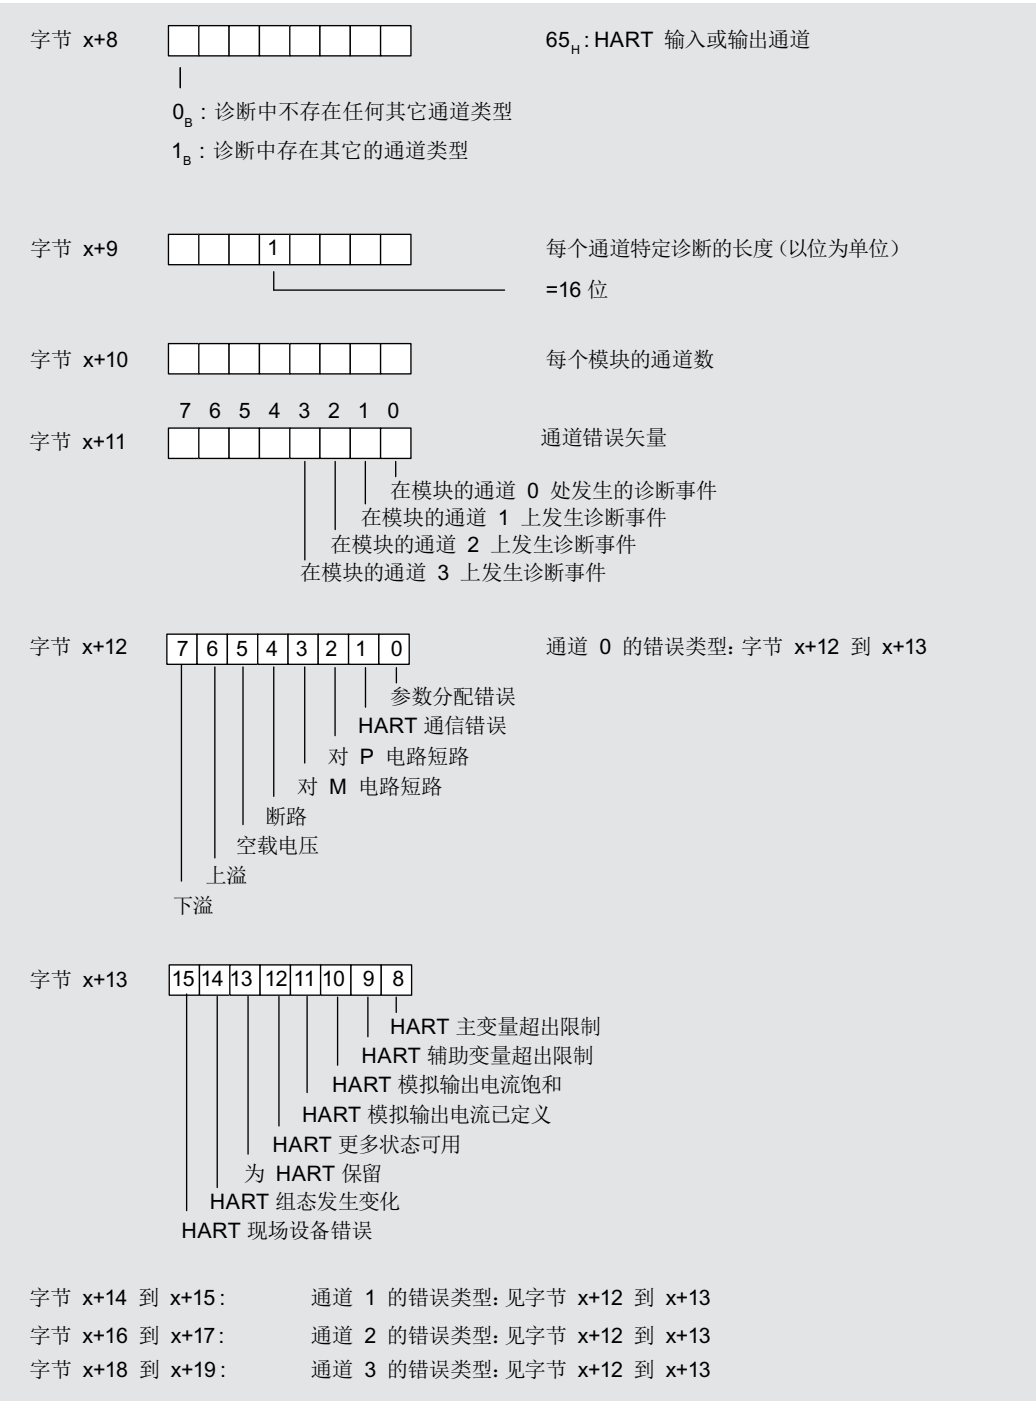 字节 x+8 65H: HART 输入或输出通道
0B: 诊断中不存在任何其它通道类型
1B: 诊断中存在其它的通道类型
字节 x+9 1 每个通道特定诊断的长度（以位为单位）
=16 位
字节 x+10 每个模块的通道数
7 6 5 4 3 2 1 0
字节 x+11 通道错误矢量
在模块的通道 0 处发生的诊断事件
在模块的通道 1 上发生诊断事件
在模块的通道 2 上发生诊断事件
在模块的通道 3 上发生诊断事件
字节 x+12 7 6 5 4 3 2 1 0 通道 0 的错误类型: 字节 x+12 到 x+13
参数分配错误
HART 通信错误
对 P 电路短路
对 M 电路短路
断路
空载电压
上溢
下溢
字节 x+13 15 14 13 12 11 10 9 8
HART 主变量超出限制
HART 辅助变量超出限制
HART 模拟输出电流饱和
HART 模拟输出电流已定义
HART 更多状态可用
为 HART 保留
HART 组态发生变化
HART 现场设备错误
字节 x+14 到 x+15: 通道 1 的错误类型: 见字节 x+12 到 x+13
字节 x+16 到 x+17: 通道 2 的错误类型: 见字节 x+12 到 x+13
字节 x+18 到 x+19: 通道 3 的错误类型: 见字节 x+12 到 x+13